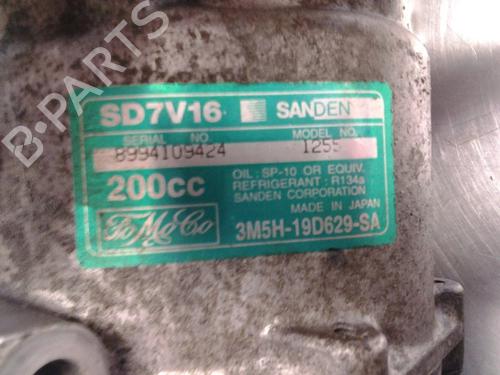 B-PARTS
SD7V16 SANDEN
SERIAL NO. MODEL NO.
8994109424 1255
200cc
OIL : SP-10 OR EQUIV.
REFRIGERANT : R134a
SANDEN CORPORATION
MADE IN JAPAN
FoMoCo
3M5H-19D629-SA